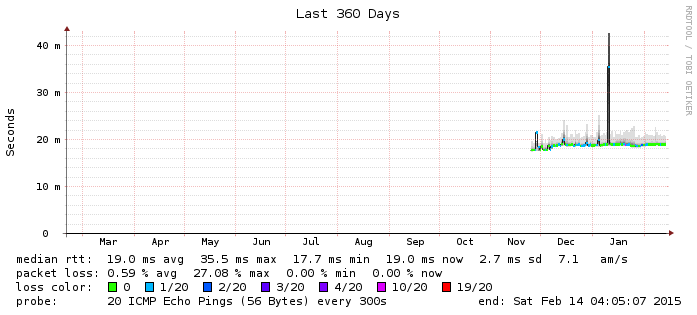 Last 360 Days
RRDTOOL / TOBI OETIKER
Seconds
40 m
30 m
20 m
10 m
0
Mar Apr May Jun Jul Aug Sep Oct Nov Dec Jan
median rtt: 19.0 ms avg 35.5 ms max 17.7 ms min 19.0 ms now 2.7 ms sd 7.1 am/s
packet loss: 0.59 % avg 27.08 % max 0.00 % min 0.00 % now
loss color: 0 1/20 2/20 3/20 4/20 10/20 19/20
probe: 20 ICMP Echo Pings (56 Bytes) every 300s end: Sat Feb 14 04:05:07 2015